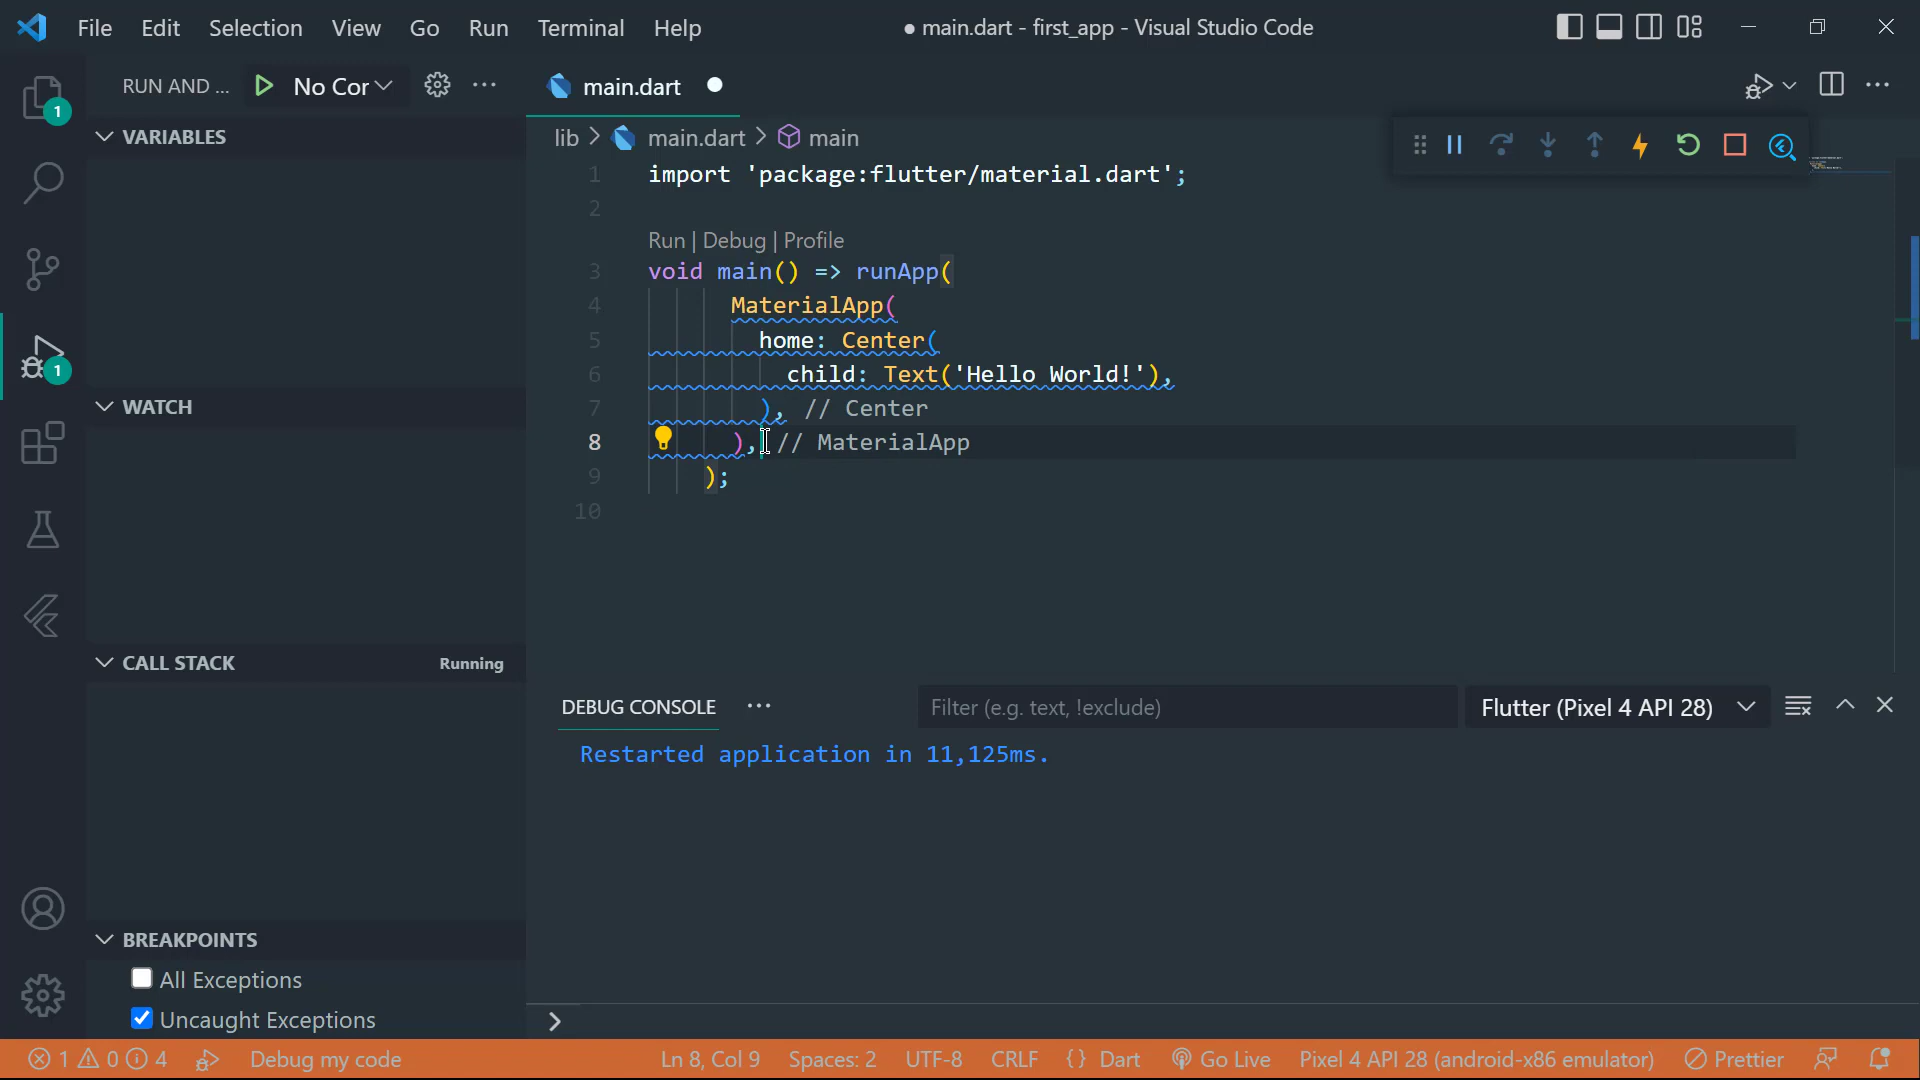 File Edit Selection View Go Run Terminal Help
● main.dart - first_app - Visual Studio Code
RUN AND ... No Cor ...
main.dart
1
VARIABLES
lib > main.dart > main
1 import 'package:flutter/material.dart';
2
Run | Debug | Profile
3 void main() => runApp(
4 MaterialApp(
5 home: Center(
6 child: Text('Hello World!'),
7 ), // Center
8 ), // MaterialApp
9 );
10
1
WATCH
CALL STACK Running
DEBUG CONSOLE ... Filter (e.g. text, !exclude) Flutter (Pixel 4 API 28)
Restarted application in 11,125ms.
BREAKPOINTS
All Exceptions
Uncaught Exceptions
>
1 0 4 Debug my code Ln 8, Col 9 Spaces: 2 UTF-8 CRLF {} Dart Go Live Pixel 4 API 28 (android-x86 emulator) Prettier